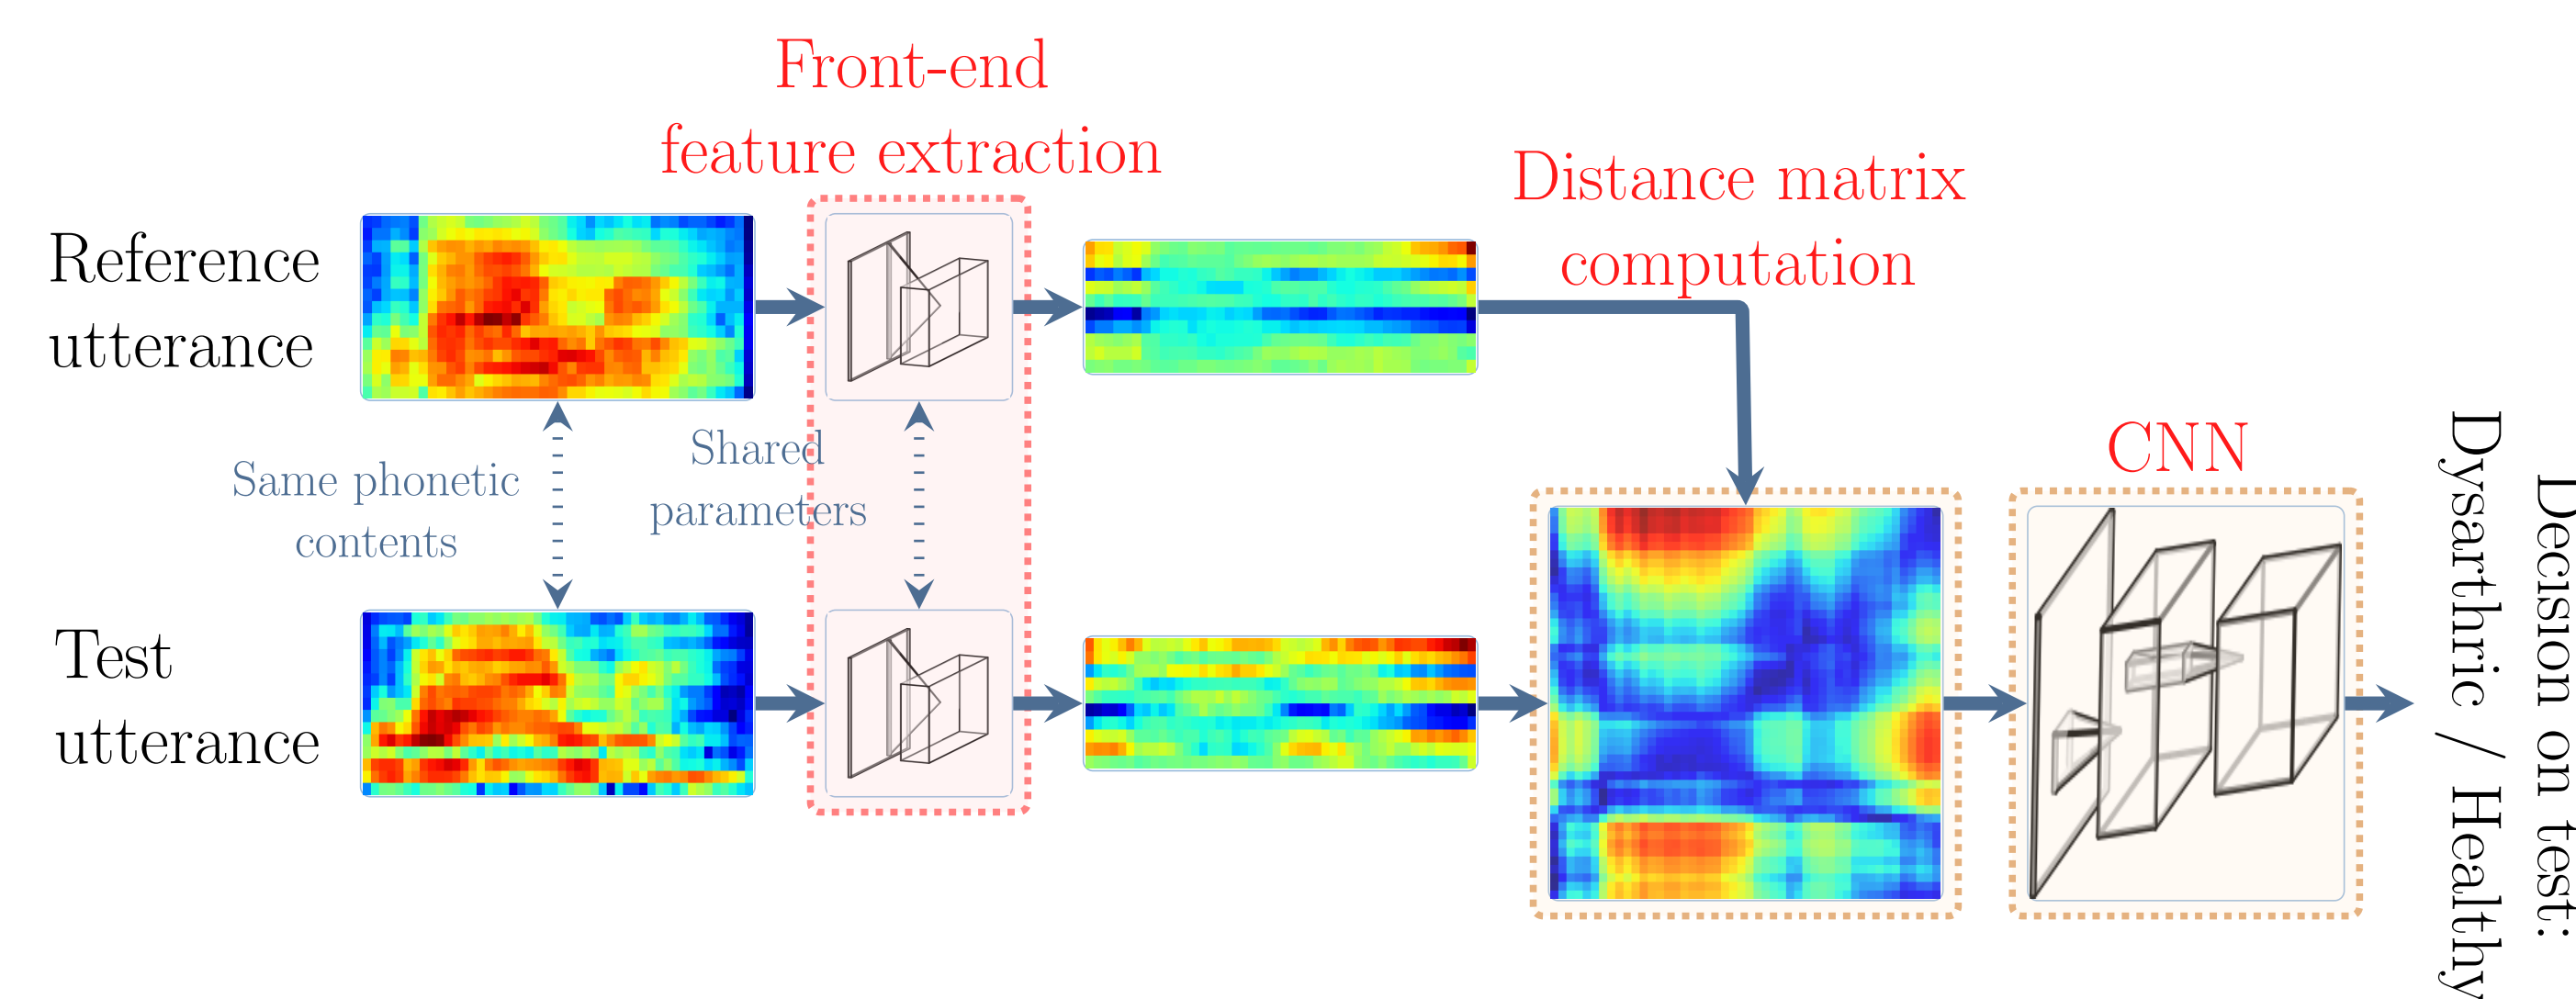 Front-end
feature extraction
Distance matrix
computation
Reference
utterance
Shared
parameters
Same phonetic
contents
CNN
Test
utterance
Decision on test:
Dysarthric / Healthy